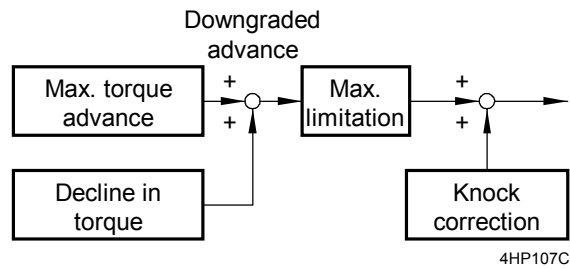 Downgraded
advance
Max. torque
advance
+
+
Max.
limitation
+
+
Decline in
torque
Knock
correction
4HP107C